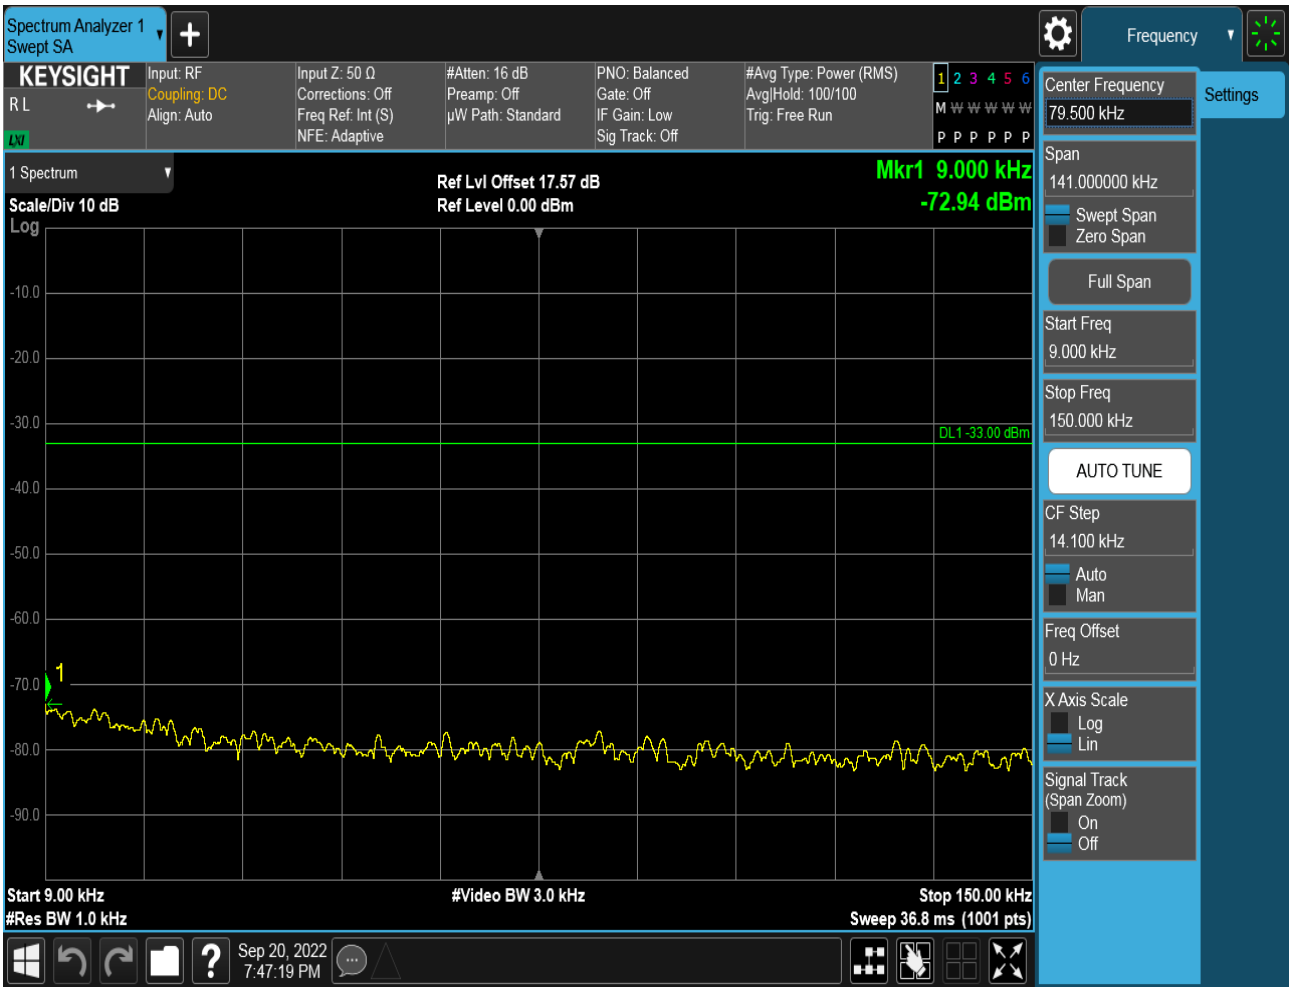 Spectrum Analyzer 1
Swept SA
Frequency
KEYSIGHT
R L
LXI
Input: RF
Coupling: DC
Align: Auto
Input Z: 50 Ω
Corrections: Off
Freq Ref: Int (S)
NFE: Adaptive
#Atten: 16 dB
Preamp: Off
µW Path: Standard
PNO: Balanced
Gate: Off
IF Gain: Low
Sig Track: Off
#Avg Type: Power (RMS)
Avg|Hold: 100/100
Trig: Free Run
1 2 3 4 5 6
M W W W W W
P P P P P P
1 Spectrum
Scale/Div 10 dB
Log
Ref Lvl Offset 17.57 dB
Ref Level 0.00 dBm
Mkr1 9.000 kHz
-72.94 dBm
-10.0
-20.0
-30.0
DL1 -33.00 dBm
-40.0
-50.0
-60.0
1
-70.0
-80.0
-90.0
Start 9.00 kHz
#Video BW 3.0 kHz
Stop 150.00 kHz
#Res BW 1.0 kHz
Sweep 36.8 ms (1001 pts)
Center Frequency
79.500 kHz
Settings
Span
141.000000 kHz
Swept Span
Zero Span
Full Span
Start Freq
9.000 kHz
Stop Freq
150.000 kHz
AUTO TUNE
CF Step
14.100 kHz
Auto
Man
Freq Offset
0 Hz
X Axis Scale
Log
Lin
Signal Track
(Span Zoom)
On
Off
?
Sep 20, 2022
7:47:19 PM